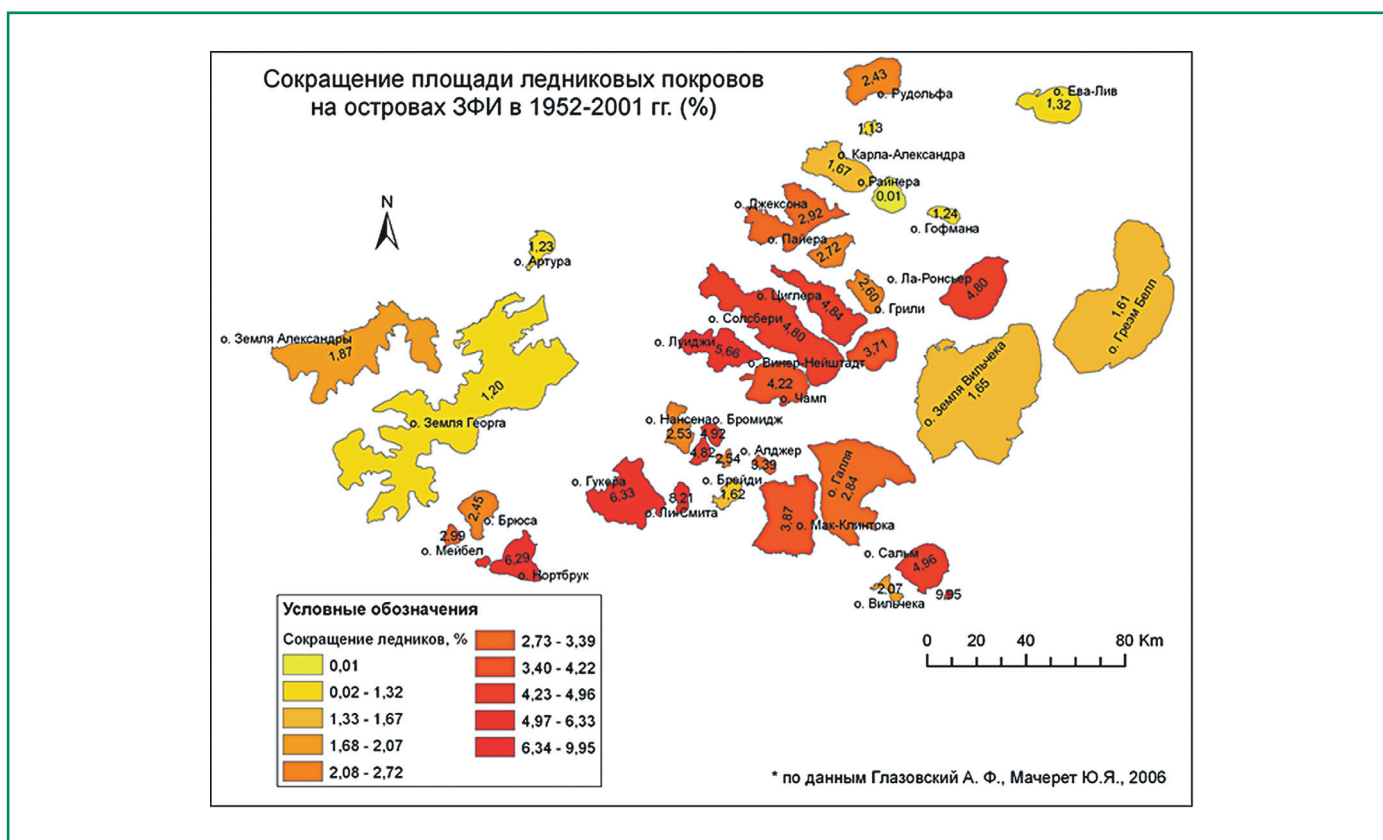 Сокращение площади ледниковых покровов
на островах ЗФИ в 1952-2001 гг. (%)
2,43
о. Рудольфа
о. Ева-Лив
1,32
1,13
о. Карла-Александра
1,67
о.Райнера
0,01
N
о. Джексона
2,92
1,24
о. Гофмана
1,23
о. Артура
о. Пайера
2,72
о. Ла-Ронсьер
4,80
о. Циглера
4,84
2,60
о. Грили
1,61
о. Грезм Белл
о. Солсбери
4,80
о. Земля Александры
1,87
о. Луиджи
5,66
3,71
о. Винер-Нейштадт
о. Земля Вильчека
1,65
1,20
4,22
о. Чамп
о. Земля Георга
о. Нансена
2,53
о. Бромидж
4,92
4,82
2,54
о. Алджер
3,39
о. Галля
2,84
о. Гукера
6,33
8,21
о. Ли-Смита
о. Брейди
1,62
3,87
о. Мак-Клинтока
2,45
о. Брюса
2,99
о. Мейбел
6,29
о. Нортбрук
о. Сальм
4,96
9,95
2,07
о. Вильчека
Условные обозначения
Сокращение ледников, %
0,01
0,02 - 1,32
1,33 - 1,67
1,68 - 2,07
2,08 - 2,72
2,73 - 3,39
3,40 - 4,22
4,23 - 4,96
4,97 - 6,33
6,34 - 9,95
0 20 40 80 Km
* по данным Глазовский А. Ф., Мачерет Ю.Я., 2006